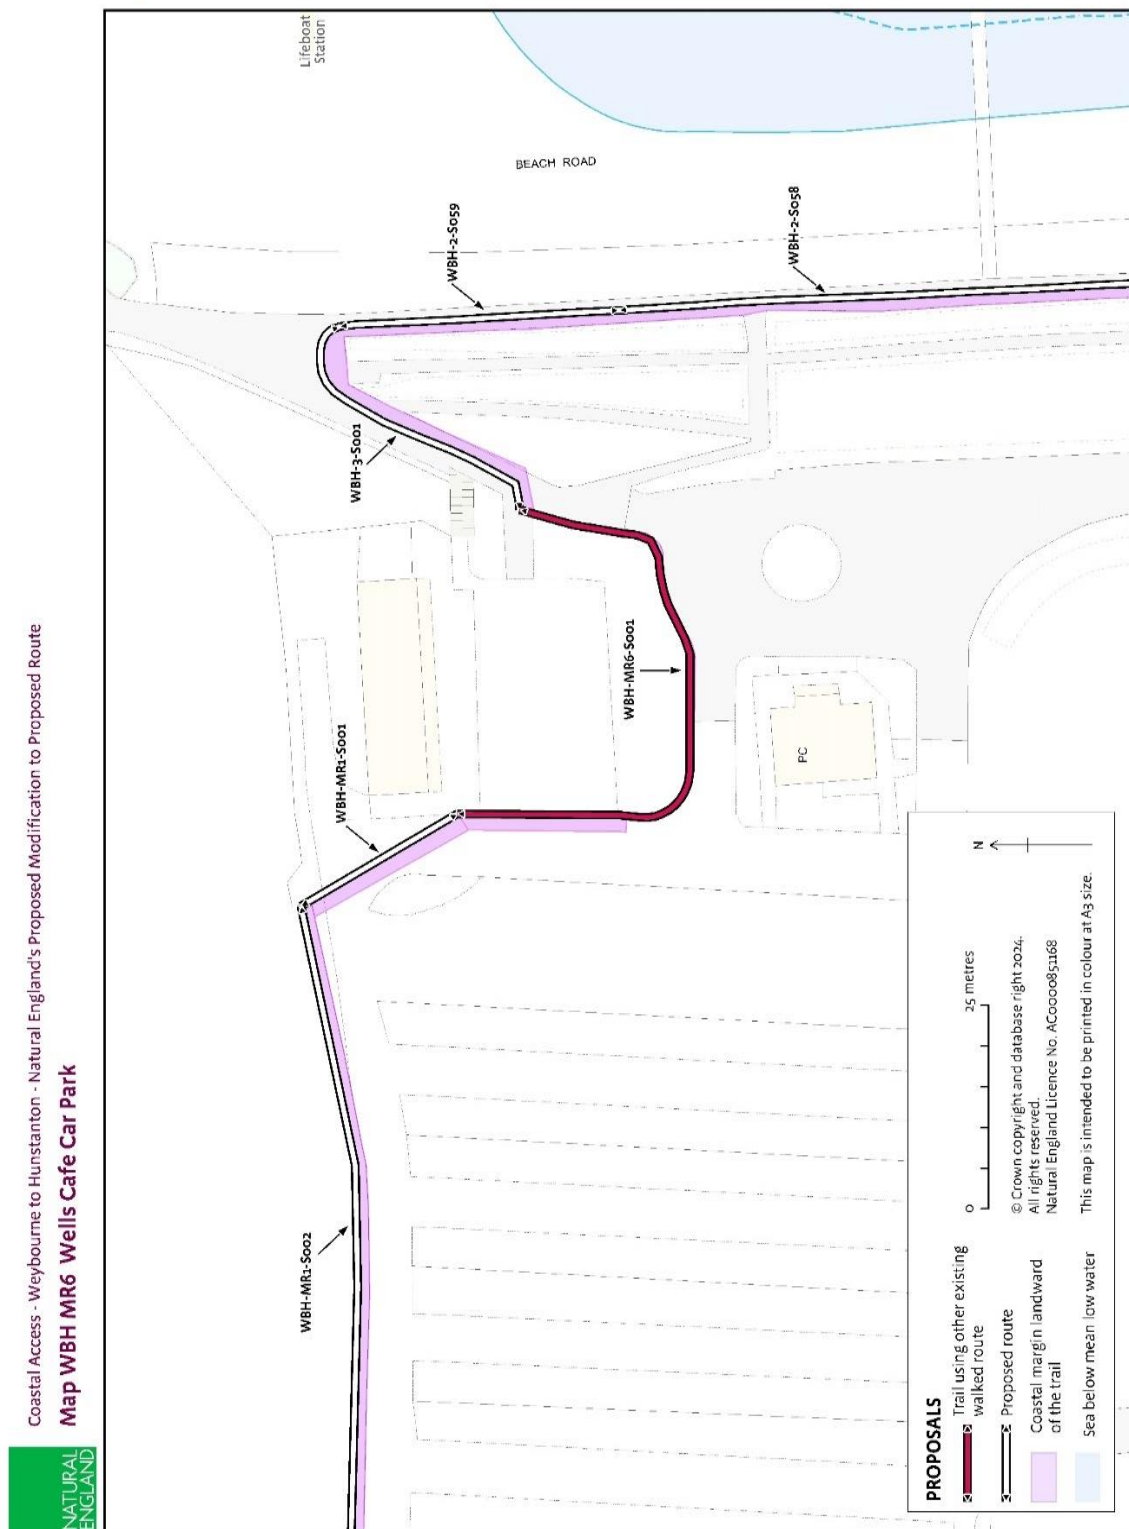 NATURAL
ENGLAND
Coastal Access - Weybourne to Hunstanton - Natural England's Proposed Modification to Proposed Route
Map WBH MR6 Wells Cafe Car Park
Lifeboat
Station
BEACH ROAD
WBH-2-S059
WBH-2-S058
WBH-3-S001
WBH-MR6-S001
WBH-MR1-S001
WBH-MR1-S002
PC
PROPOSALS
Trail using other existing
walked route
Proposed route
Coastal margin landward
of the trail
Sea below mean low water
0 25 metres
N
© Crown copyright and database right 2024.
All rights reserved.
Natural England Licence No. AC0000851168
This map is intended to be printed in colour at A3 size.